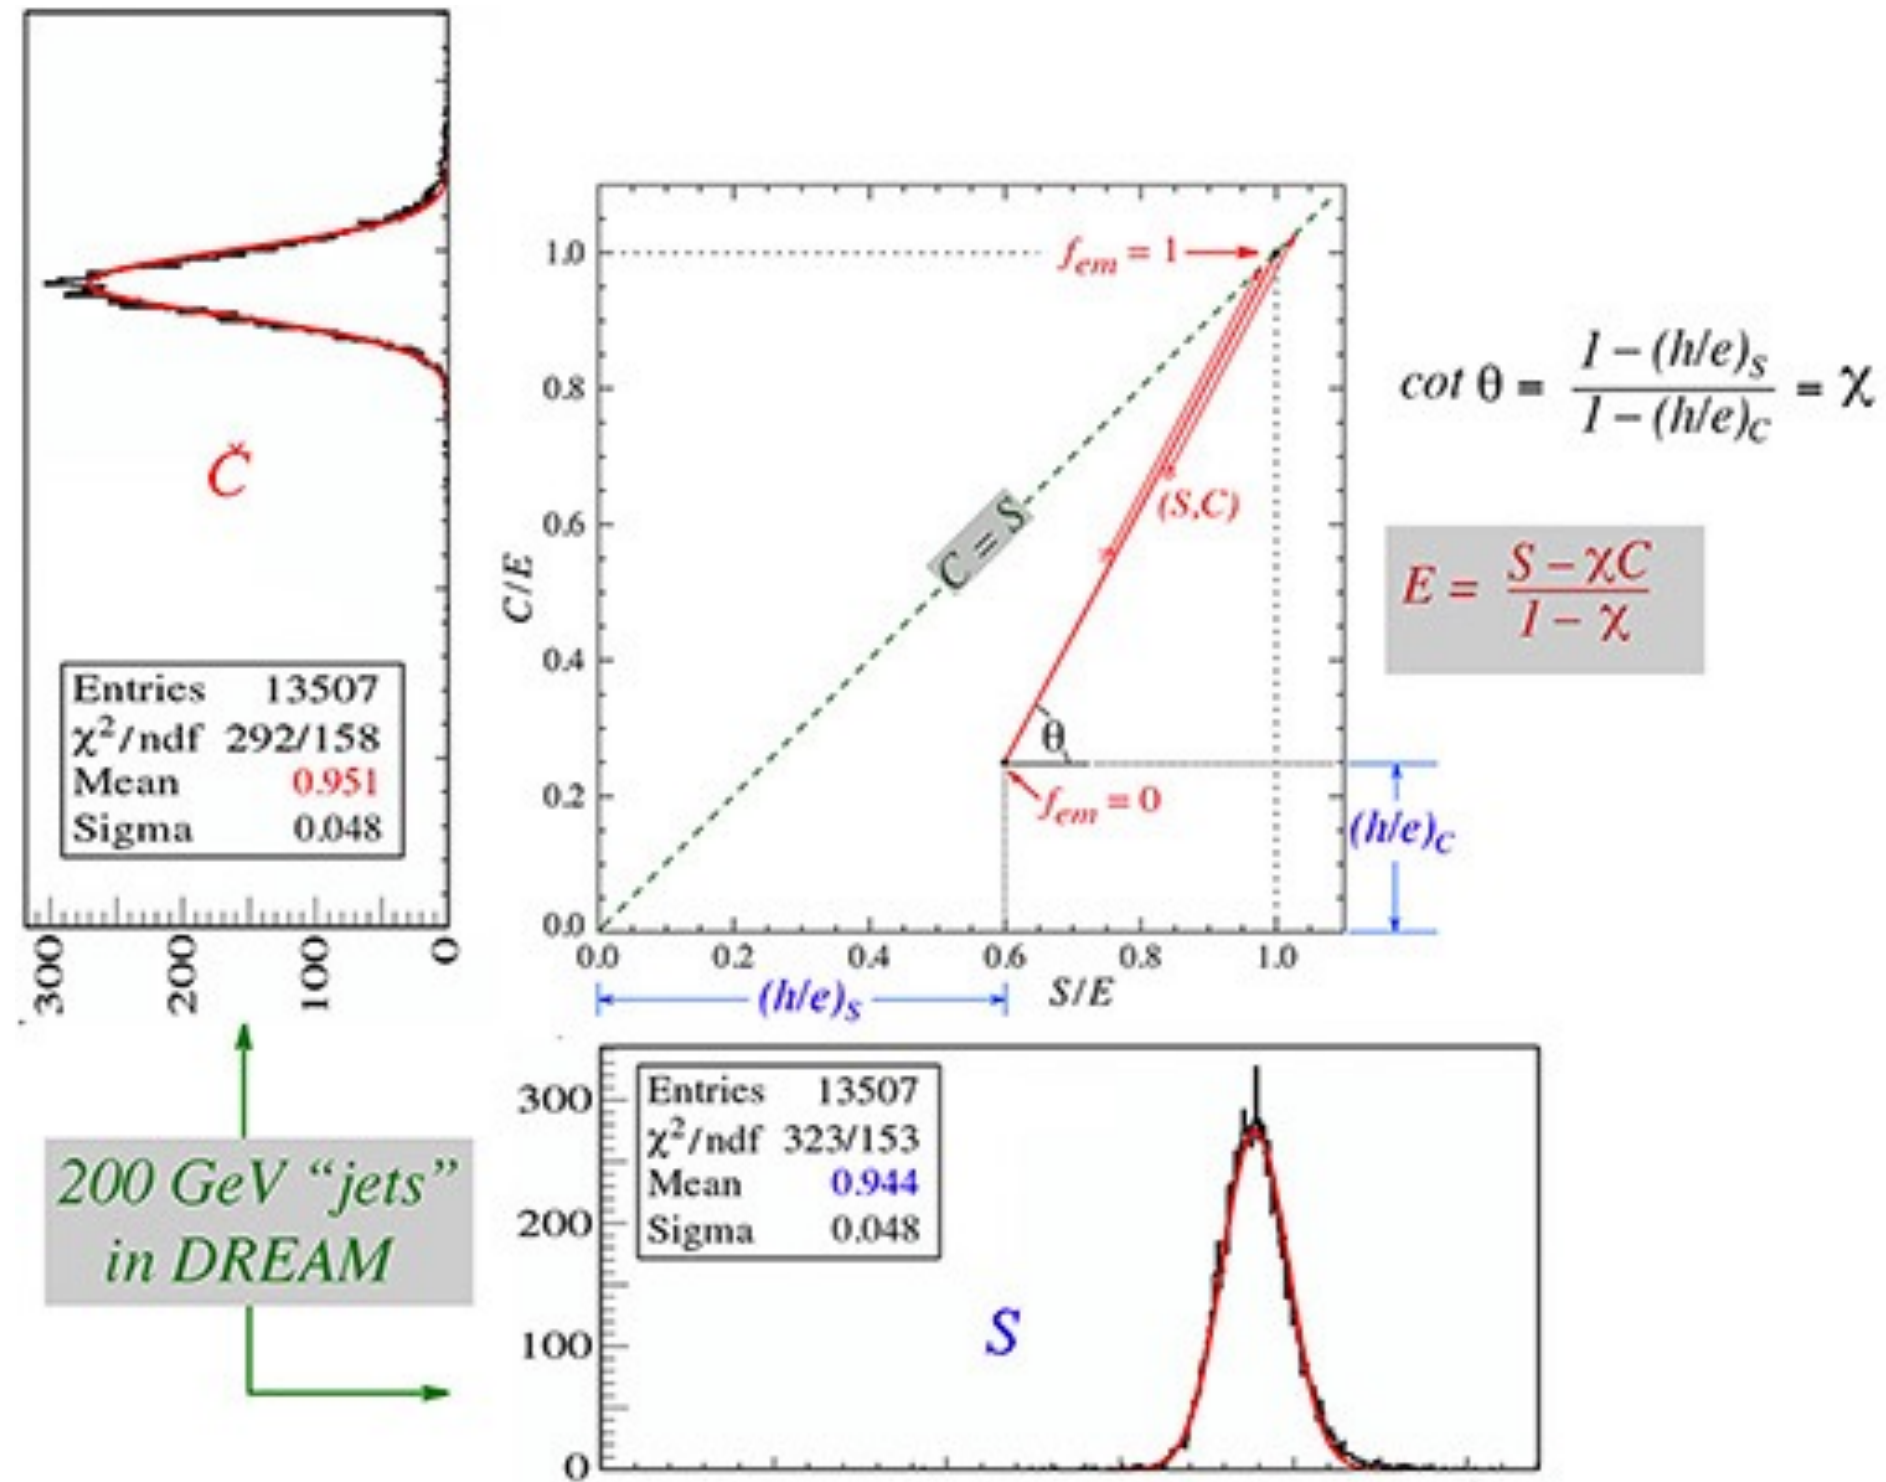 Č
Entries 13507
χ²/ndf 292/158
Mean 0.951
Sigma 0.048
300 200 100 0
200 GeV “jets”
in DREAM
C/E
1.0
0.8
0.6
0.4
0.2
0.0
0.0 0.2 0.4 0.6 0.8 1.0
S/E
f_em = 1
(S,C)
C = S
θ
f_em = 0
(h/e)_C
(h/e)_S
cot θ = (1 − (h/e)_S) / (1 − (h/e)_C) = χ
E = (S − χC) / (1 − χ)
300
200
100
0
Entries 13507
χ²/ndf 323/153
Mean 0.944
Sigma 0.048
S